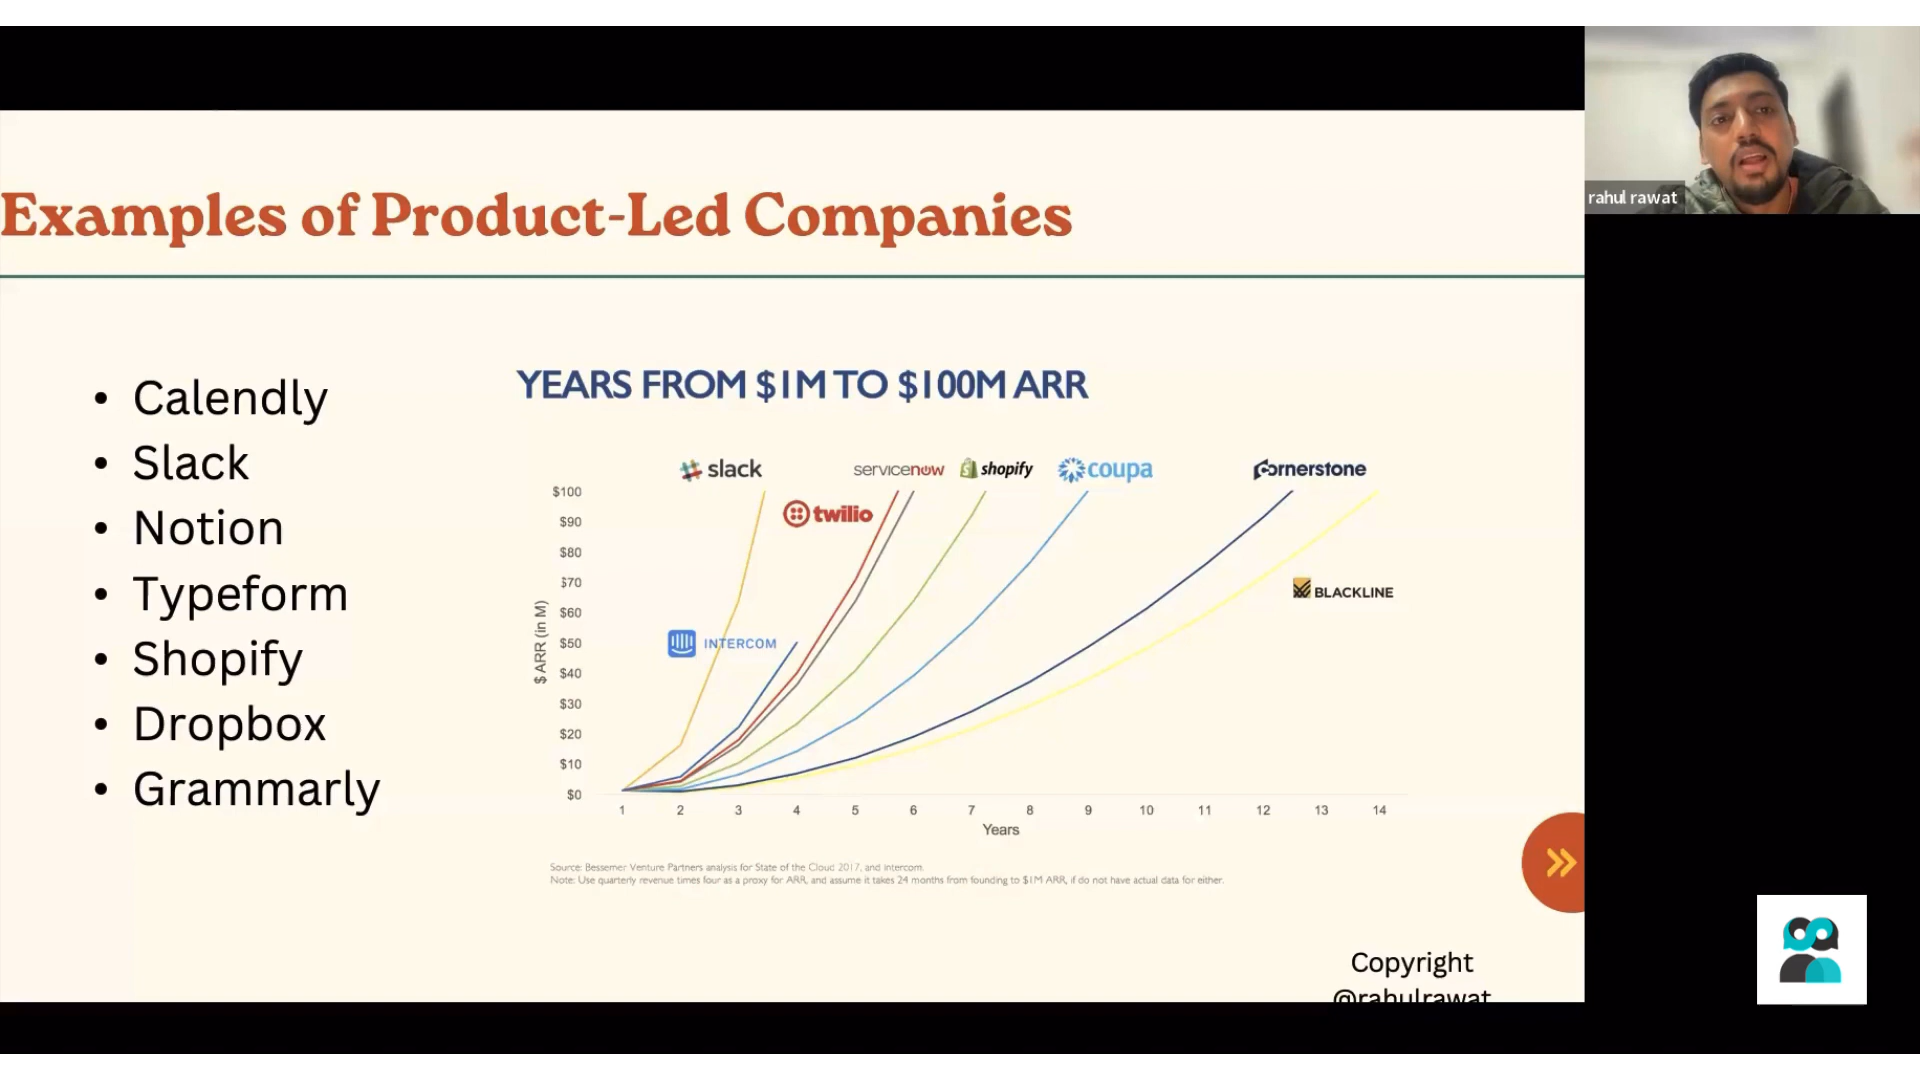 rahul rawat
Examples of Product-Led Companies
• Calendly
• Slack
• Notion
• Typeform
• Shopify
• Dropbox
• Grammarly
YEARS FROM $1M TO $100M ARR
slack
servicenow
shopify
coupa
cornerstone
twilio
INTERCOM
BLACKLINE
$ ARR (in M)
$100
$90
$80
$70
$60
$50
$40
$30
$20
$10
$0
1 2 3 4 5 6 7 8 9 10 11 12 13 14
Years
Source: Bessemer Venture Partners analysis for State of the Cloud 2017, and intercom.
Note: Use quarterly revenue times four as a proxy for ARR, and assume it takes 24 months from founding to $1M ARR, if do not have actual data for either.
Copyright
@rahulrawat